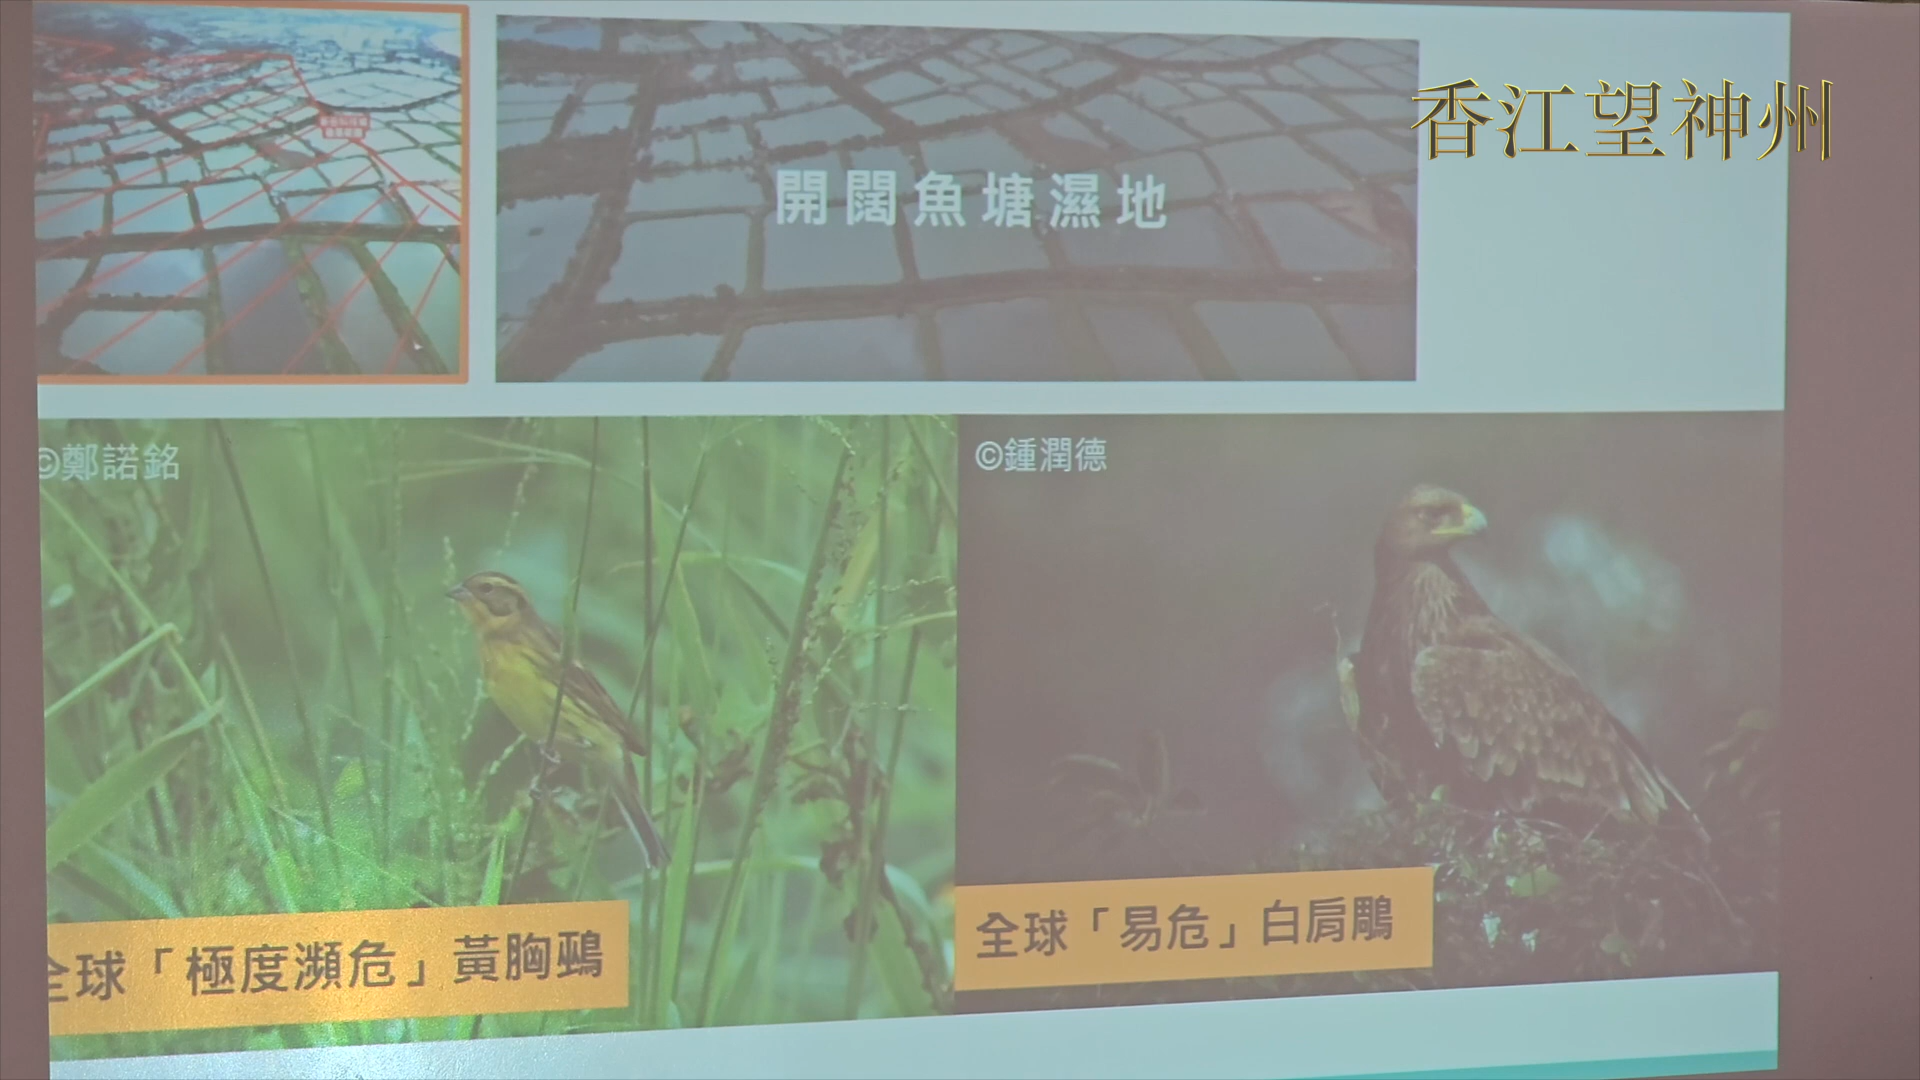 香江望神州
開闊魚塘濕地
©鄭諾銘
©鍾潤德
全球「極度瀕危」黃胸鵐
全球「易危」白肩鵰